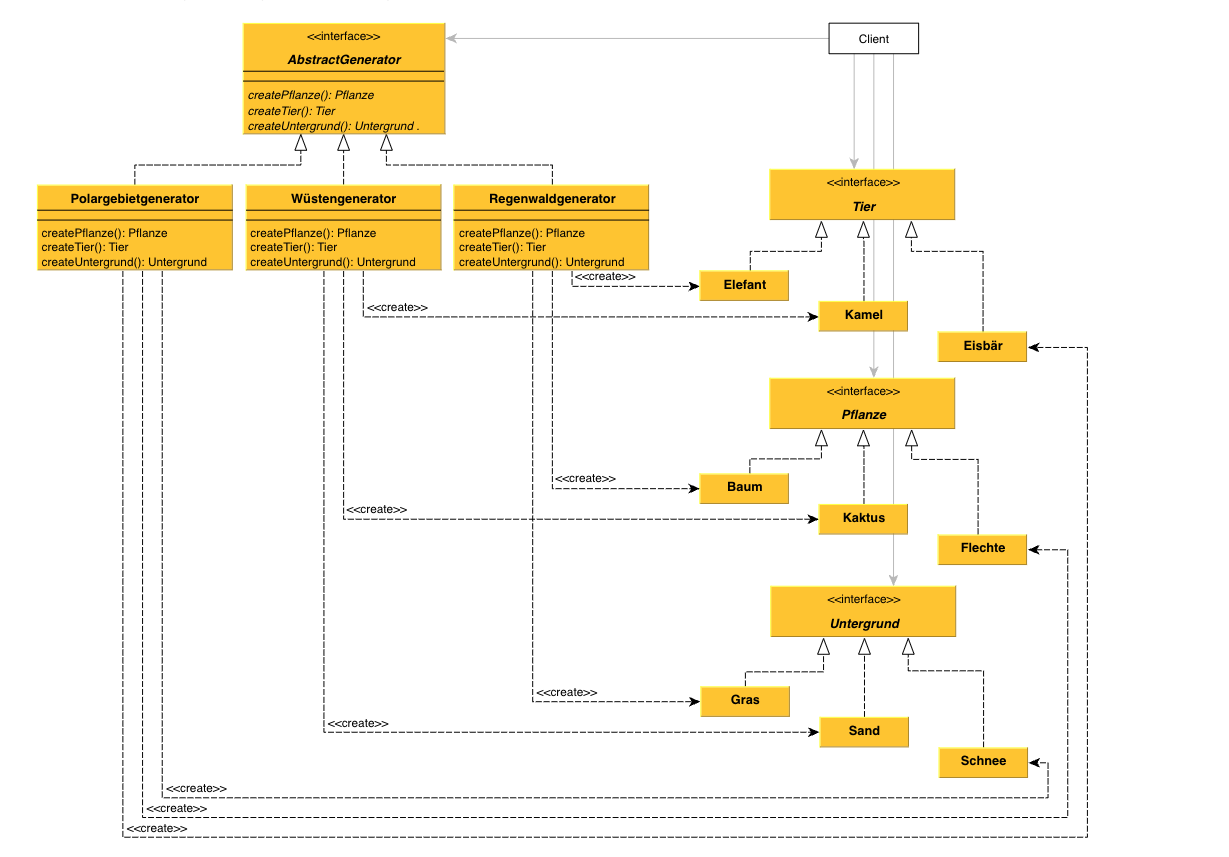 <<interface>>
AbstractGenerator
createPflanze(): Pflanze
createTier(): Tier
createUntergrund(): Untergrund .
Client
Polargebietgenerator
createPflanze(): Pflanze
createTier(): Tier
createUntergrund(): Untergrund
Wüstengenerator
createPflanze(): Pflanze
createTier(): Tier
createUntergrund(): Untergrund
Regenwaldgenerator
createPflanze(): Pflanze
createTier(): Tier
createUntergrund(): Untergrund
<<interface>>
Tier
<<create>>
Elefant
<<create>>
Kamel
Eisbär
<<interface>>
Pflanze
<<create>>
Baum
<<create>>
Kaktus
Flechte
<<interface>>
Untergrund
<<create>>
Gras
<<create>>
Sand
Schnee
<<create>>
<<create>>
<<create>>